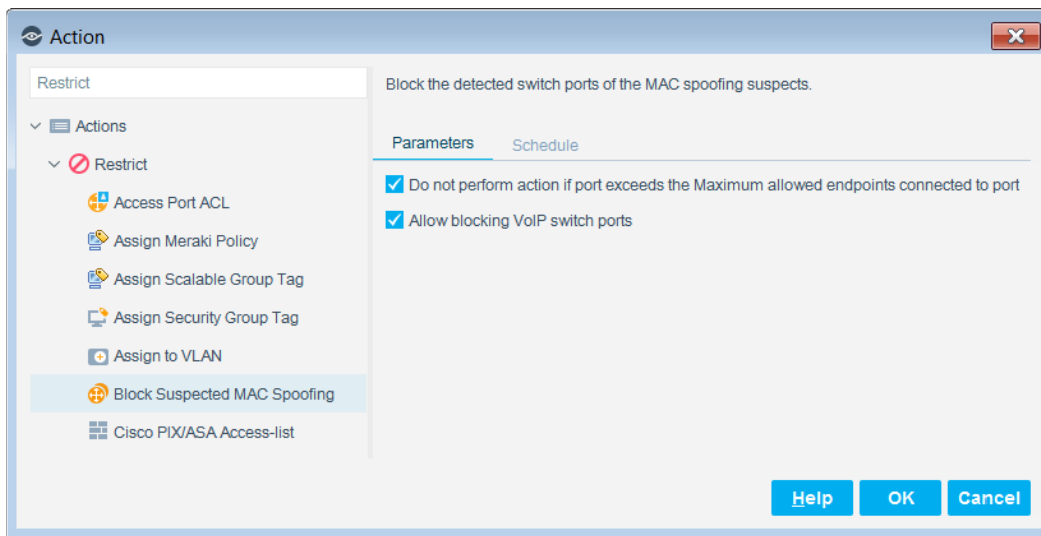 Action
Restrict
Actions
Restrict
Access Port ACL
Assign Meraki Policy
Assign Scalable Group Tag
Assign Security Group Tag
Assign to VLAN
Block Suspected MAC Spoofing
Cisco PIX/ASA Access-list
Block the detected switch ports of the MAC spoofing suspects.
Parameters Schedule
Do not perform action if port exceeds the Maximum allowed endpoints connected to port
Allow blocking VoIP switch ports
Help OK Cancel